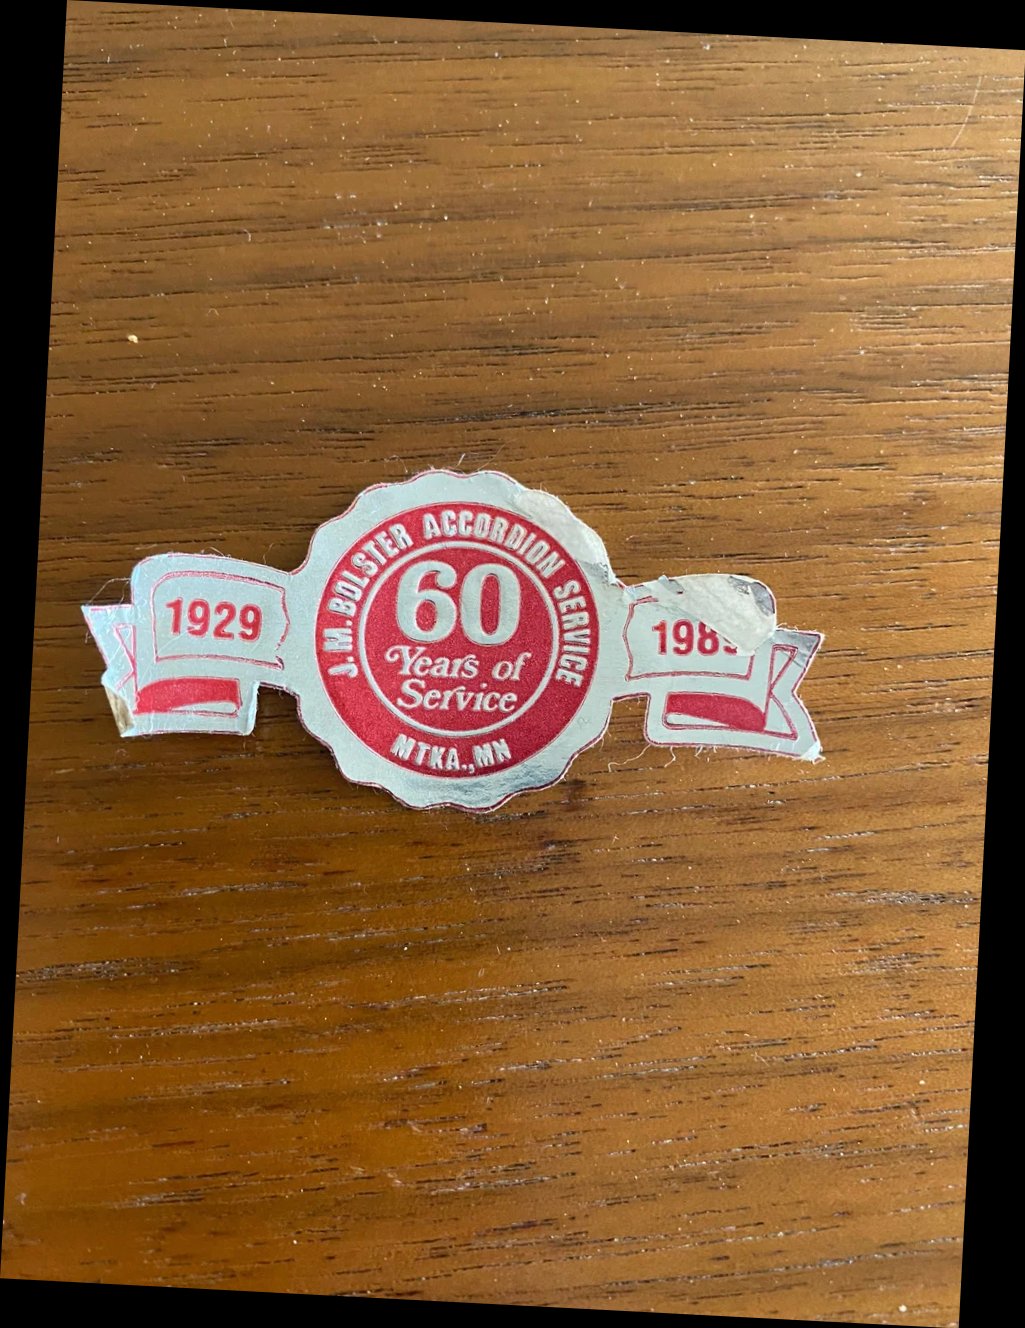 J.M. BOLSTER ACCORDION SERVICE
1929
60
Years of
Service
MTKA., MN